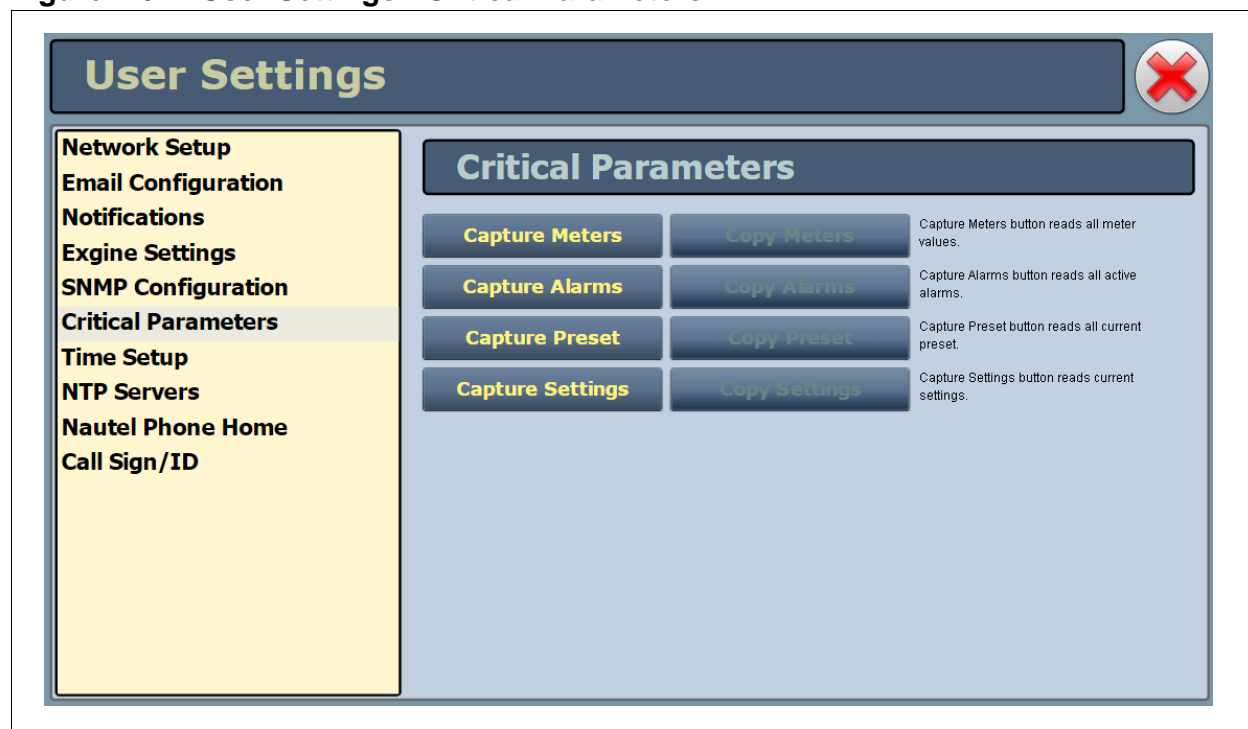 User Settings
Network Setup
Email Configuration
Notifications
Exgine Settings
SNMP Configuration
Critical Parameters
Time Setup
NTP Servers
Nautel Phone Home
Call Sign/ID
Critical Parameters
Capture Meters
Copy Meters
Capture Meters button reads all meter
values.
Capture Alarms
Copy Alarms
Capture Alarms button reads all active
alarms.
Capture Preset
Copy Preset
Capture Preset button reads all current
preset.
Capture Settings
Copy Settings
Capture Settings button reads current
settings.